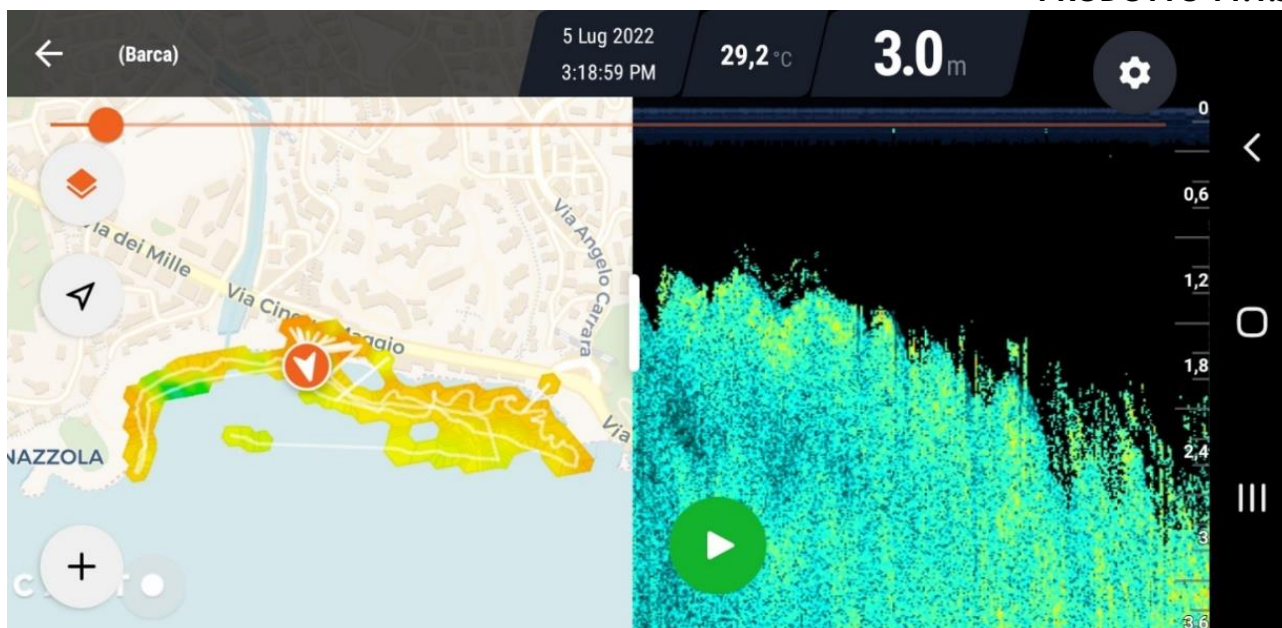 (Barca)
5 Lug 2022
3:18:59 PM
29,2 °C
3.0 m
0
0,6
1,2
1,8
2,4
3
3,6
Via dei Mille
Via Cinque Maggio
Via Angelo Carrara
Via
NAZZOLA